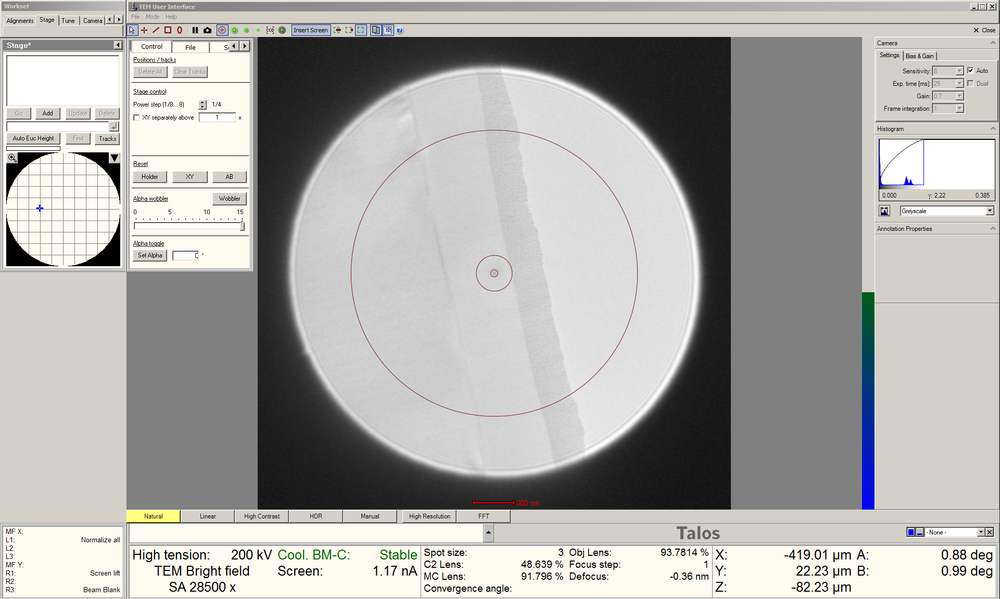 Workset
TEM User Interface
File Mode Help
Alignments Stage Tune Camera
Insert Screen
Close
Stage²
Go Add Update Delete
Auto Euc Height Find Tracks
Control File
Positions / tracks
Delete All Clear Tracks
Stage control
Power step (1/8 .. 8) 1/4
XY separately above 1 x
Reset
Holder XY AB
Alpha wobbler Wobbler
0 5 10 15
Alpha toggle
Set Alpha °
200 nm
Camera
Settings Bias & Gain
Sensitivity: 8 Auto
Exp. time [ms]: 25 Dual
Gain: 0.7
Frame integration: 1
Histogram
0.000 γ: 2.22 0.385
Greyscale
Annotation Properties
Natural Linear High Contrast HDR Manual High Resolution FFT
Talos
- None -
MF X:
L1: Normalize all
L2:
L3:
MF Y:
R1: Screen lift
R2:
R3: Beam Blank
High tension: 200 kV Cool. BM-C: Stable
TEM Bright field Screen: 1.17 nA
SA 28500 x
Spot size: 3 Obj Lens: 93.7814 %
C2 Lens: 48.639 % Focus step: 1
MC Lens: 91.796 % Defocus: -0.36 nm
Convergence angle:
X: -419.01 µm A: 0.88 deg
Y: 22.23 µm B: 0.99 deg
Z: -82.23 µm